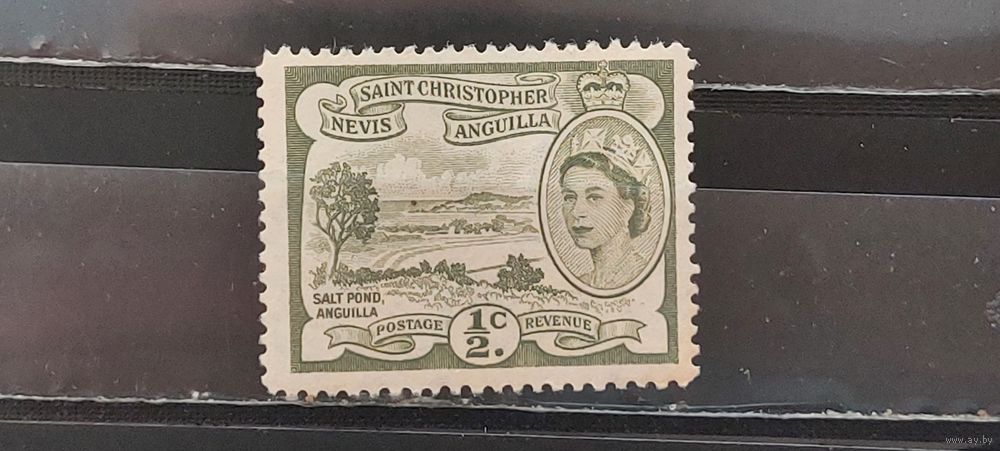 SAINT CHRISTOPHER
NEVIS ANGUILLA
SALT POND,
ANGUILLA
POSTAGE 1/2 C. REVENUE
www.ay.by